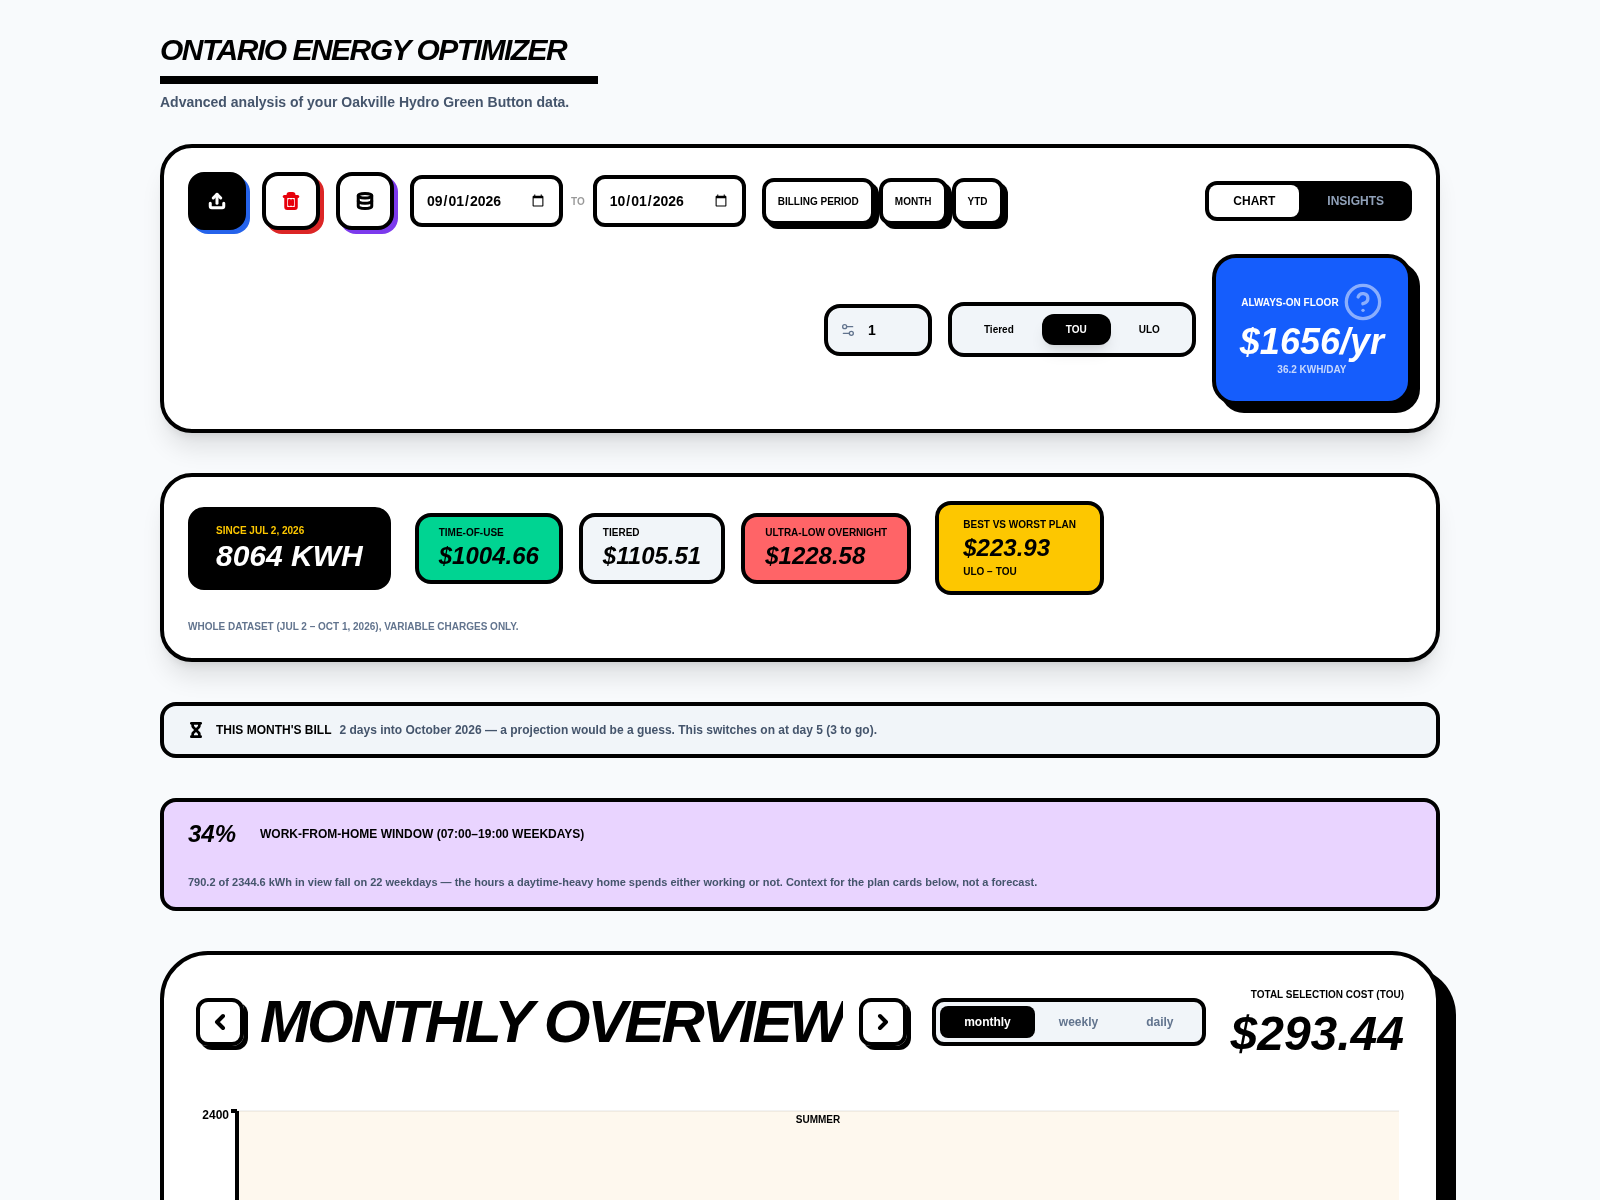 ONTARIO ENERGY OPTIMIZER
Advanced analysis of your Oakville Hydro Green Button data.
09/01/2026
TO
10/01/2026
BILLING PERIOD
MONTH
YTD
CHART
INSIGHTS
1
Tiered
TOU
ULO
ALWAYS-ON FLOOR
$1656/yr
36.2 KWH/DAY
SINCE JUL 2, 2026
8064 KWH
TIME-OF-USE
$1004.66
TIERED
$1105.51
ULTRA-LOW OVERNIGHT
$1228.58
BEST VS WORST PLAN
$223.93
ULO – TOU
WHOLE DATASET (JUL 2 – OCT 1, 2026), VARIABLE CHARGES ONLY.
THIS MONTH'S BILL 2 days into October 2026 — a projection would be a guess. This switches on at day 5 (3 to go).
34%
WORK-FROM-HOME WINDOW (07:00–19:00 WEEKDAYS)
790.2 of 2344.6 kWh in view fall on 22 weekdays — the hours a daytime-heavy home spends either working or not. Context for the plan cards below, not a forecast.
MONTHLY OVERVIEW
monthly
weekly
daily
TOTAL SELECTION COST (TOU)
$293.44
2400
SUMMER